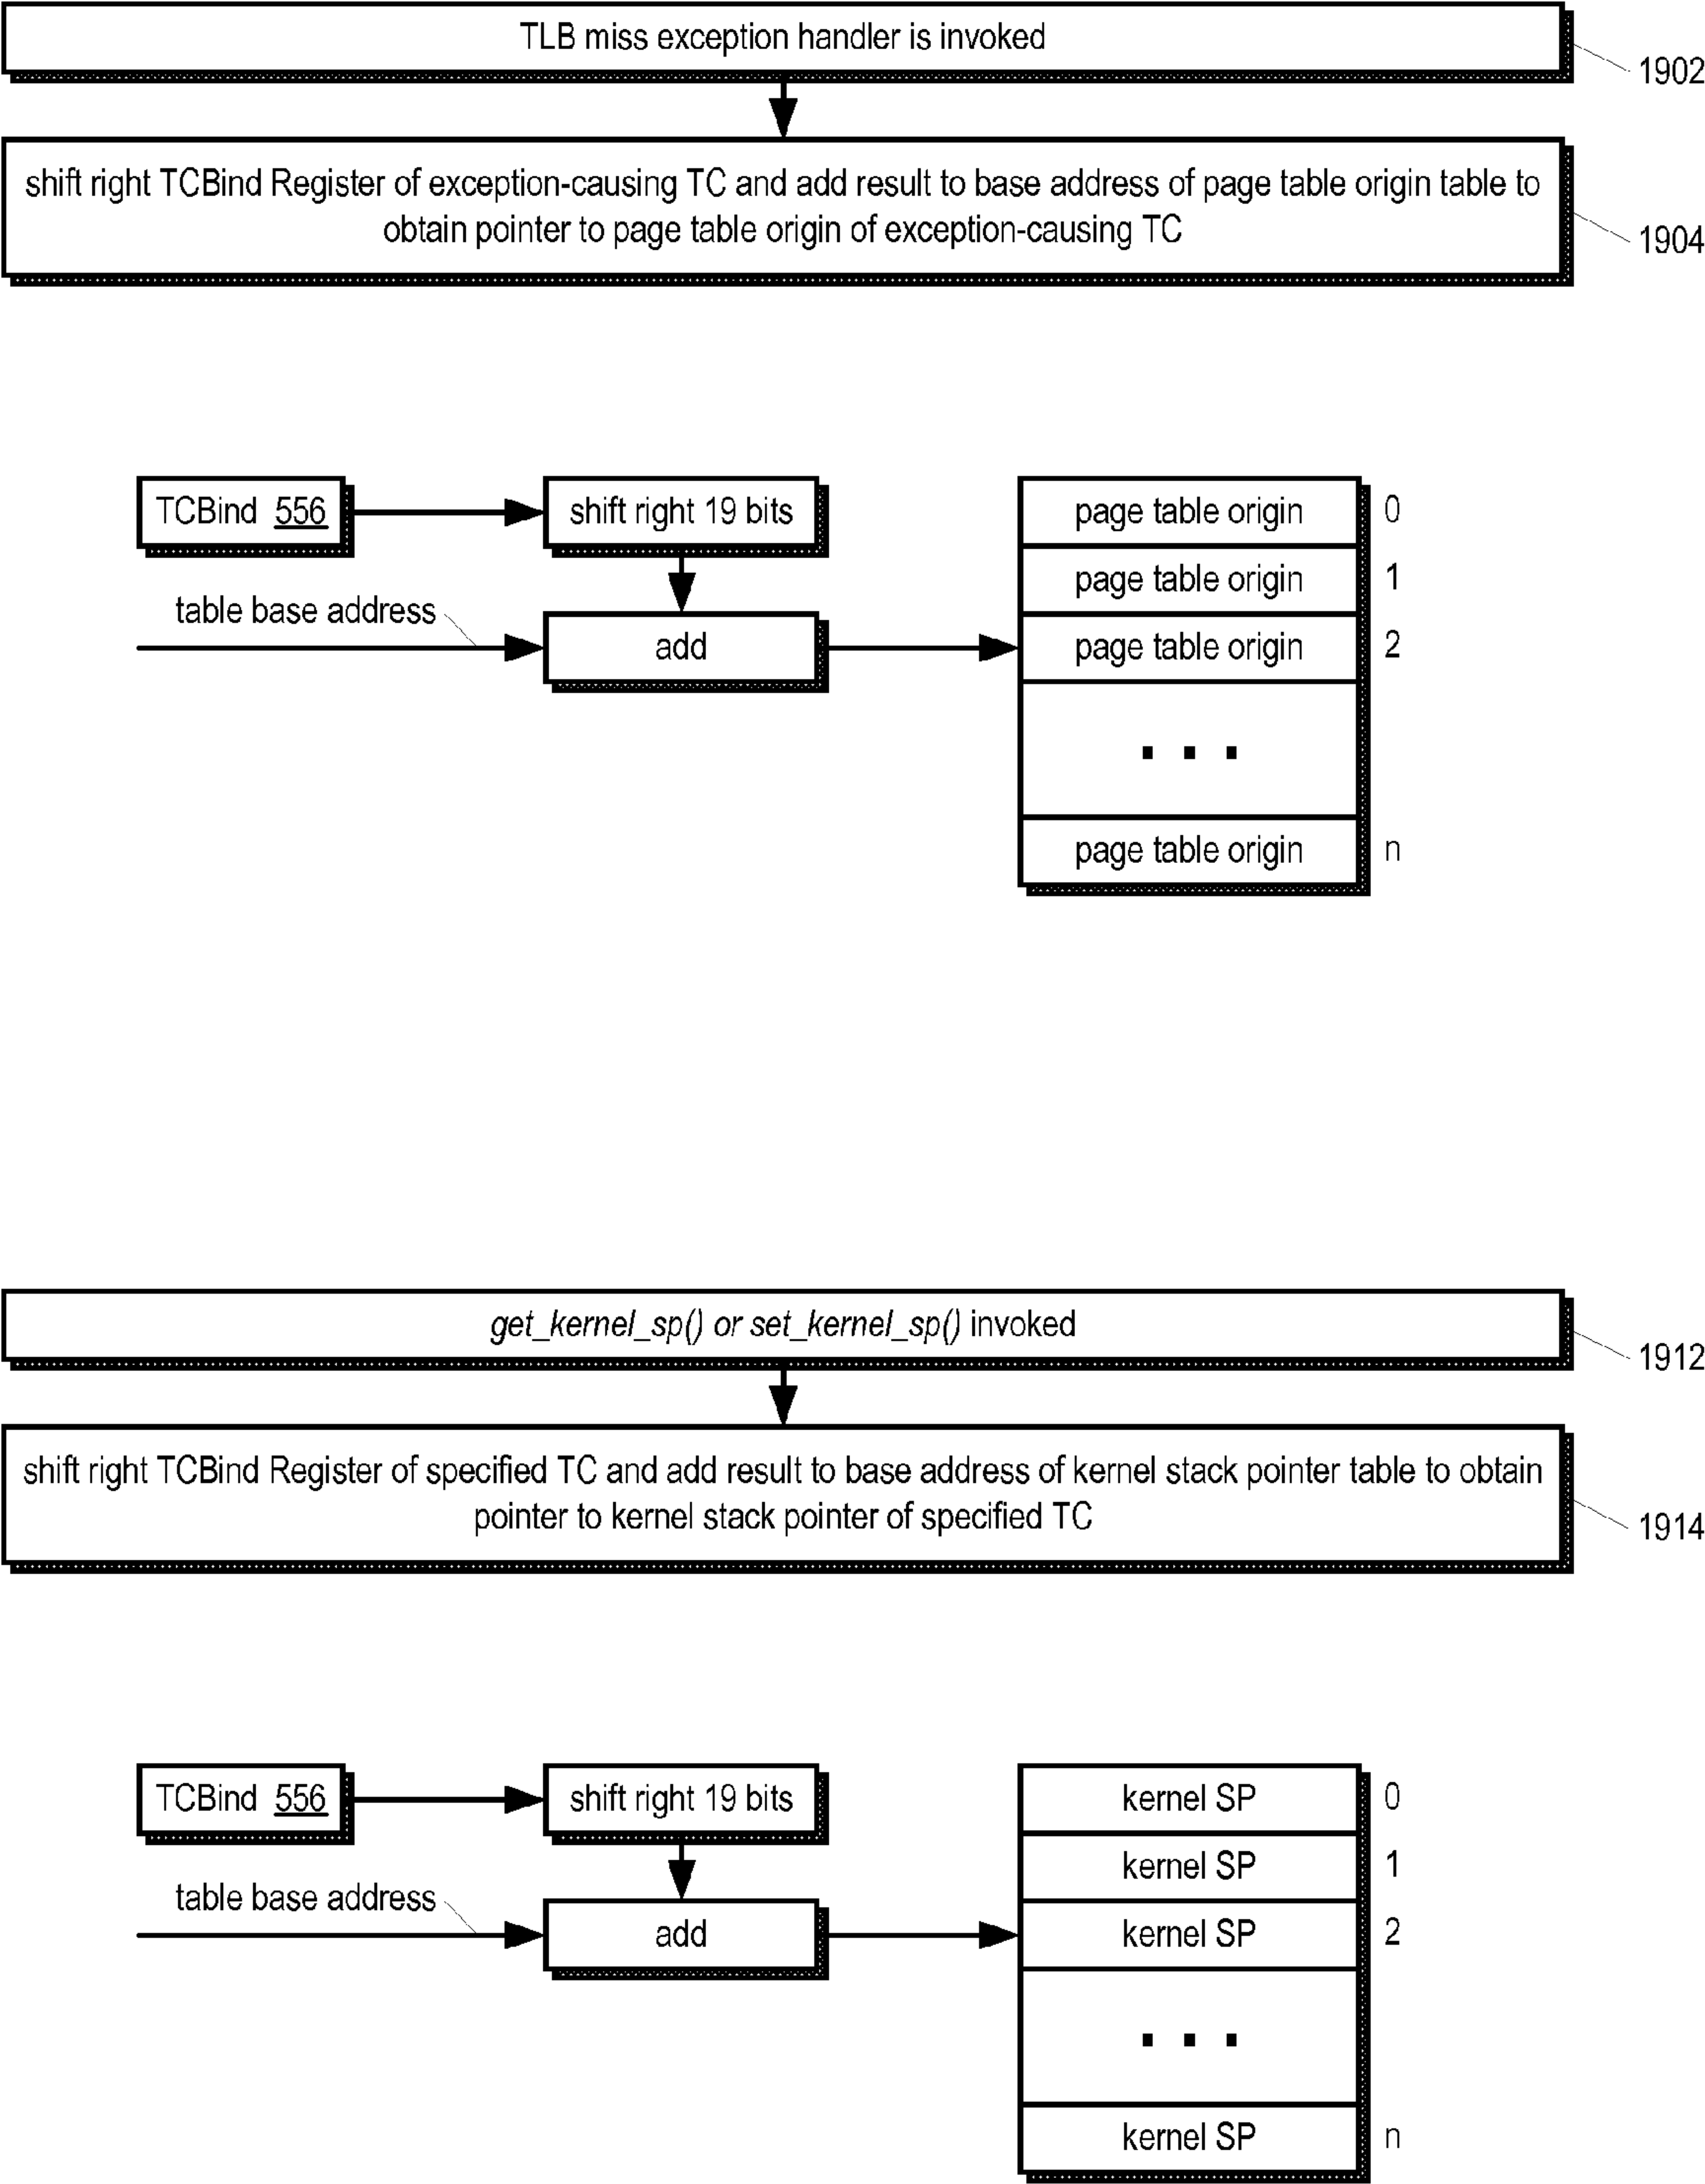 TLB miss exception handler is invoked
1902
shift right TCBind Register of exception-causing TC and add result to base address of page table origin table to
obtain pointer to page table origin of exception-causing TC
1904
TCBind 556
shift right 19 bits
page table origin 0
page table origin 1
table base address
add
page table origin 2
. . .
page table origin n
get_kernel_sp() or set_kernel_sp() invoked
1912
shift right TCBind Register of specified TC and add result to base address of kernel stack pointer table to obtain
pointer to kernel stack pointer of specified TC
1914
TCBind 556
shift right 19 bits
kernel SP 0
kernel SP 1
table base address
add
kernel SP 2
. . .
kernel SP n